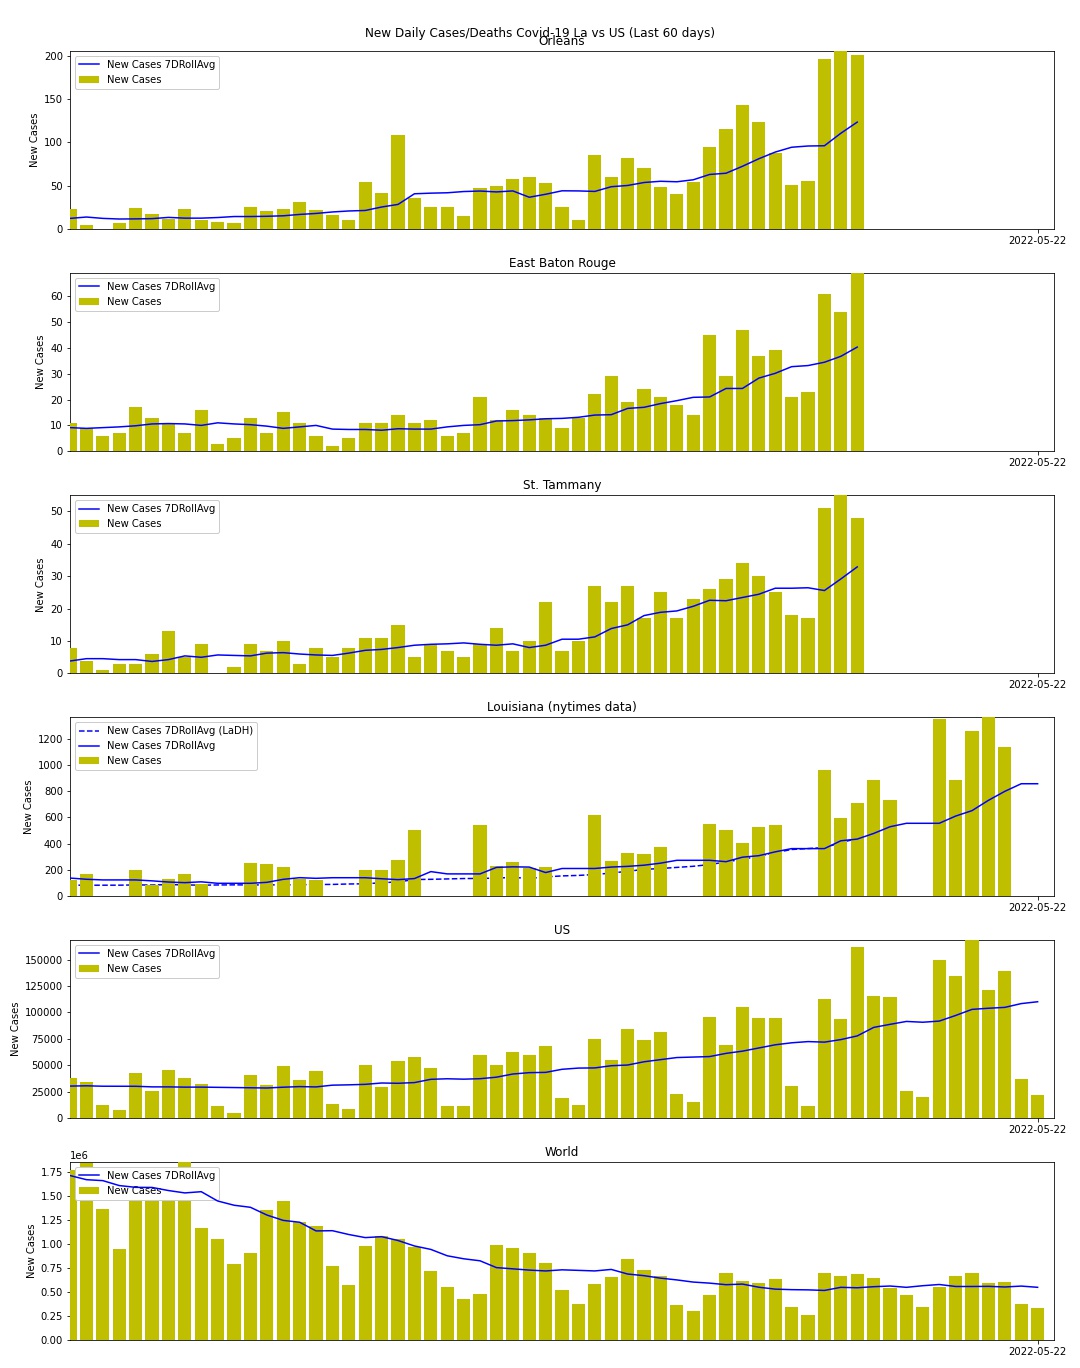 New Daily Cases/Deaths Covid-19 La vs US (Last 60 days)
Orleans
New Cases 7DRollAvg
New Cases
200
150
100
50
0
New Cases
2022-05-22
East Baton Rouge
New Cases 7DRollAvg
New Cases
60
50
40
30
20
10
0
New Cases
2022-05-22
St. Tammany
New Cases 7DRollAvg
New Cases
50
40
30
20
10
0
New Cases
2022-05-22
Louisiana (nytimes data)
New Cases 7DRollAvg (LaDH)
New Cases 7DRollAvg
New Cases
1200
1000
800
600
400
200
0
New Cases
2022-05-22
US
New Cases 7DRollAvg
New Cases
150000
125000
100000
75000
50000
25000
0
New Cases
2022-05-22
World
1e6
New Cases 7DRollAvg
New Cases
1.75
1.50
1.25
1.00
0.75
0.50
0.25
0.00
New Cases
2022-05-22